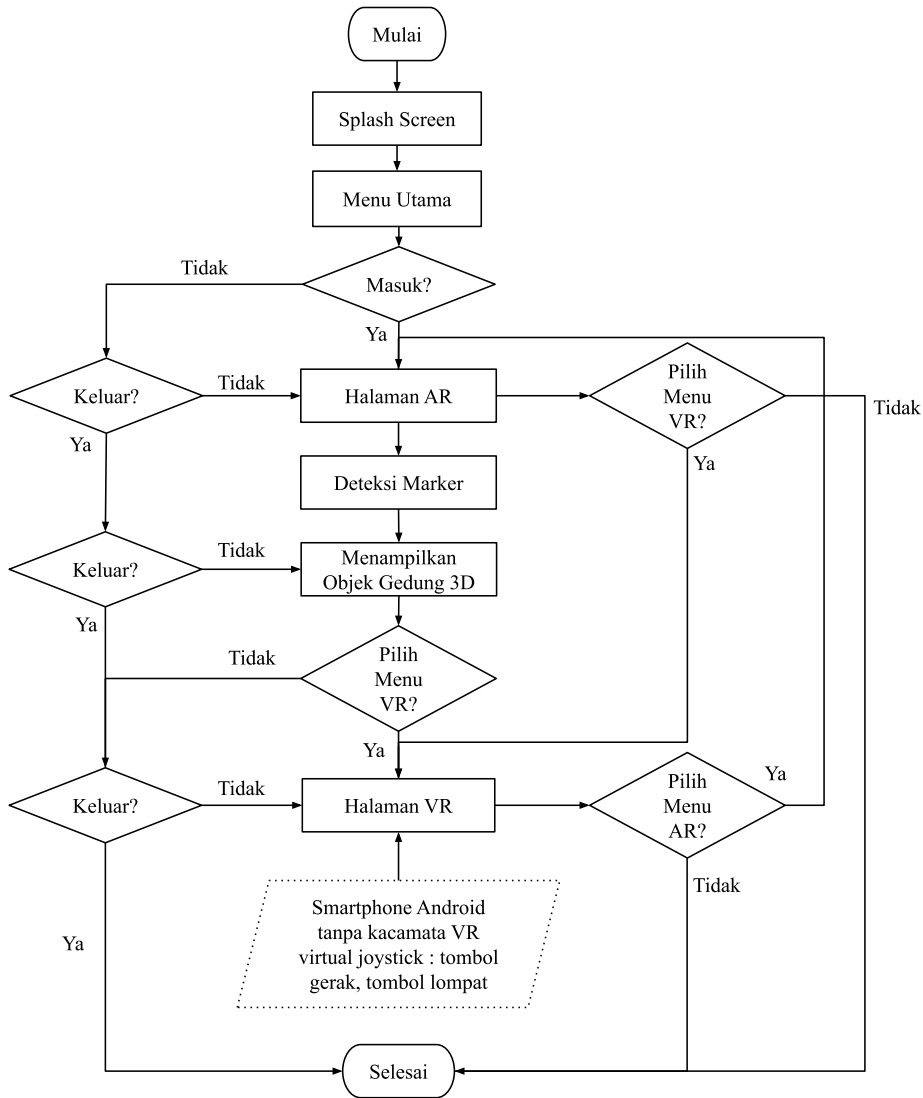 Mulai
Splash Screen
Menu Utama
Tidak
Masuk?
Ya
Keluar?
Tidak
Halaman AR
Pilih
Menu
VR?
Tidak
Ya
Ya
Deteksi Marker
Keluar?
Tidak
Menampilkan
Objek Gedung 3D
Ya
Tidak
Pilih
Menu
VR?
Ya
Keluar?
Tidak
Halaman VR
Pilih
Menu
AR?
Ya
Tidak
Smartphone Android
tanpa kacamata VR
virtual joystick : tombol
gerak, tombol lompat
Ya
Selesai